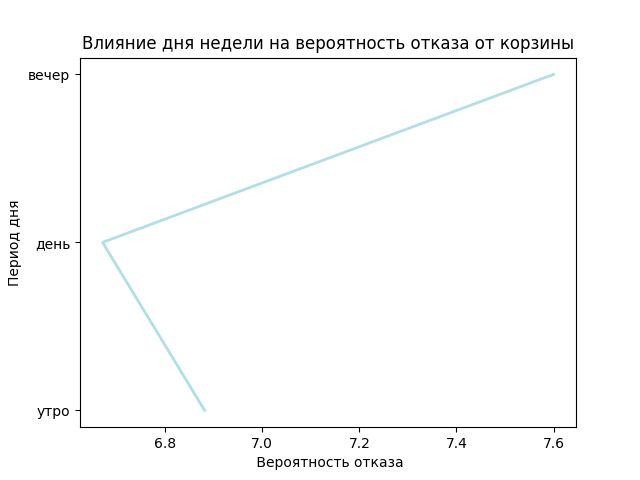 Влияние дня недели на вероятность отказа от корзины
вечер
день
утро
Период дня
6.8 7.0 7.2 7.4 7.6
Вероятность отказа